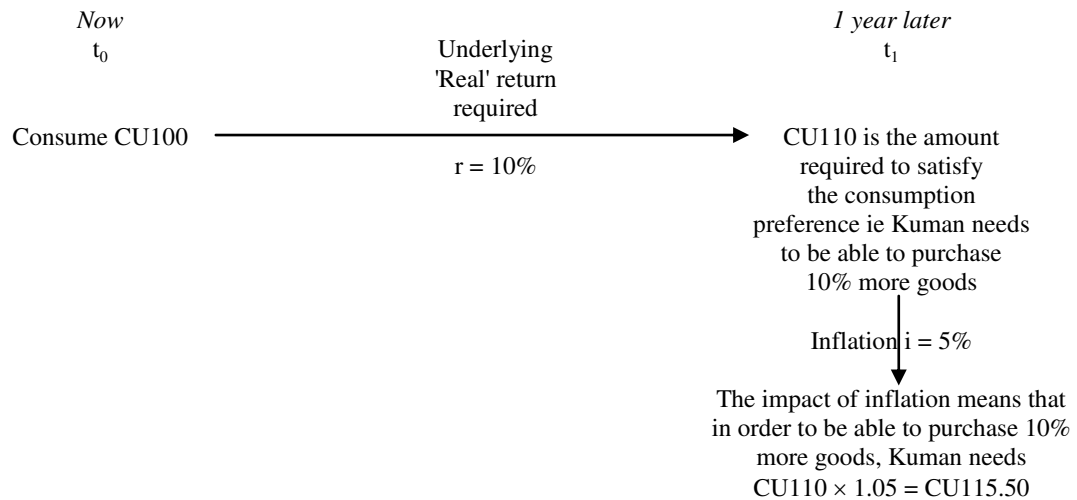 Now
t₀
1 year later
t₁
Underlying
'Real' return
required
Consume CU100
r = 10%
CU110 is the amount
required to satisfy
the consumption
preference ie Kuman needs
to be able to purchase
10% more goods
Inflation i = 5%
The impact of inflation means that
in order to be able to purchase 10%
more goods, Kuman needs
CU110 × 1.05 = CU115.50